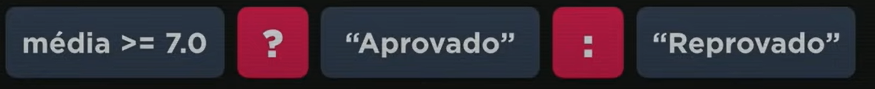 média >= 7.0 ? “Aprovado” : “Reprovado”